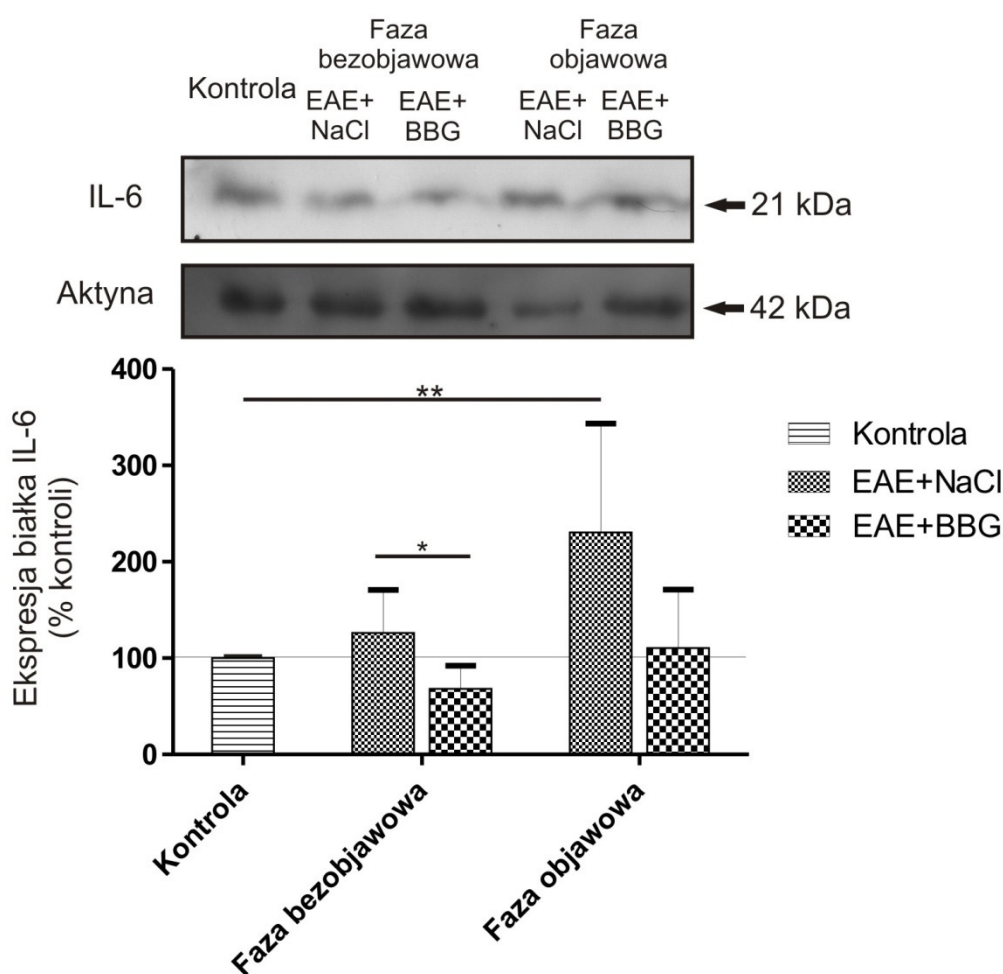 Faza
bezobjawowa
Faza
objawowa
Kontrola
EAE+
NaCl
EAE+
BBG
EAE+
NaCl
EAE+
BBG
IL-6
21 kDa
Aktyna
42 kDa
Ekspresja białka IL-6
(% kontroli)
400
300
200
100
0
**
*
Kontrola
EAE+NaCl
EAE+BBG
Kontrola
Faza bezobjawowa
Faza objawowa